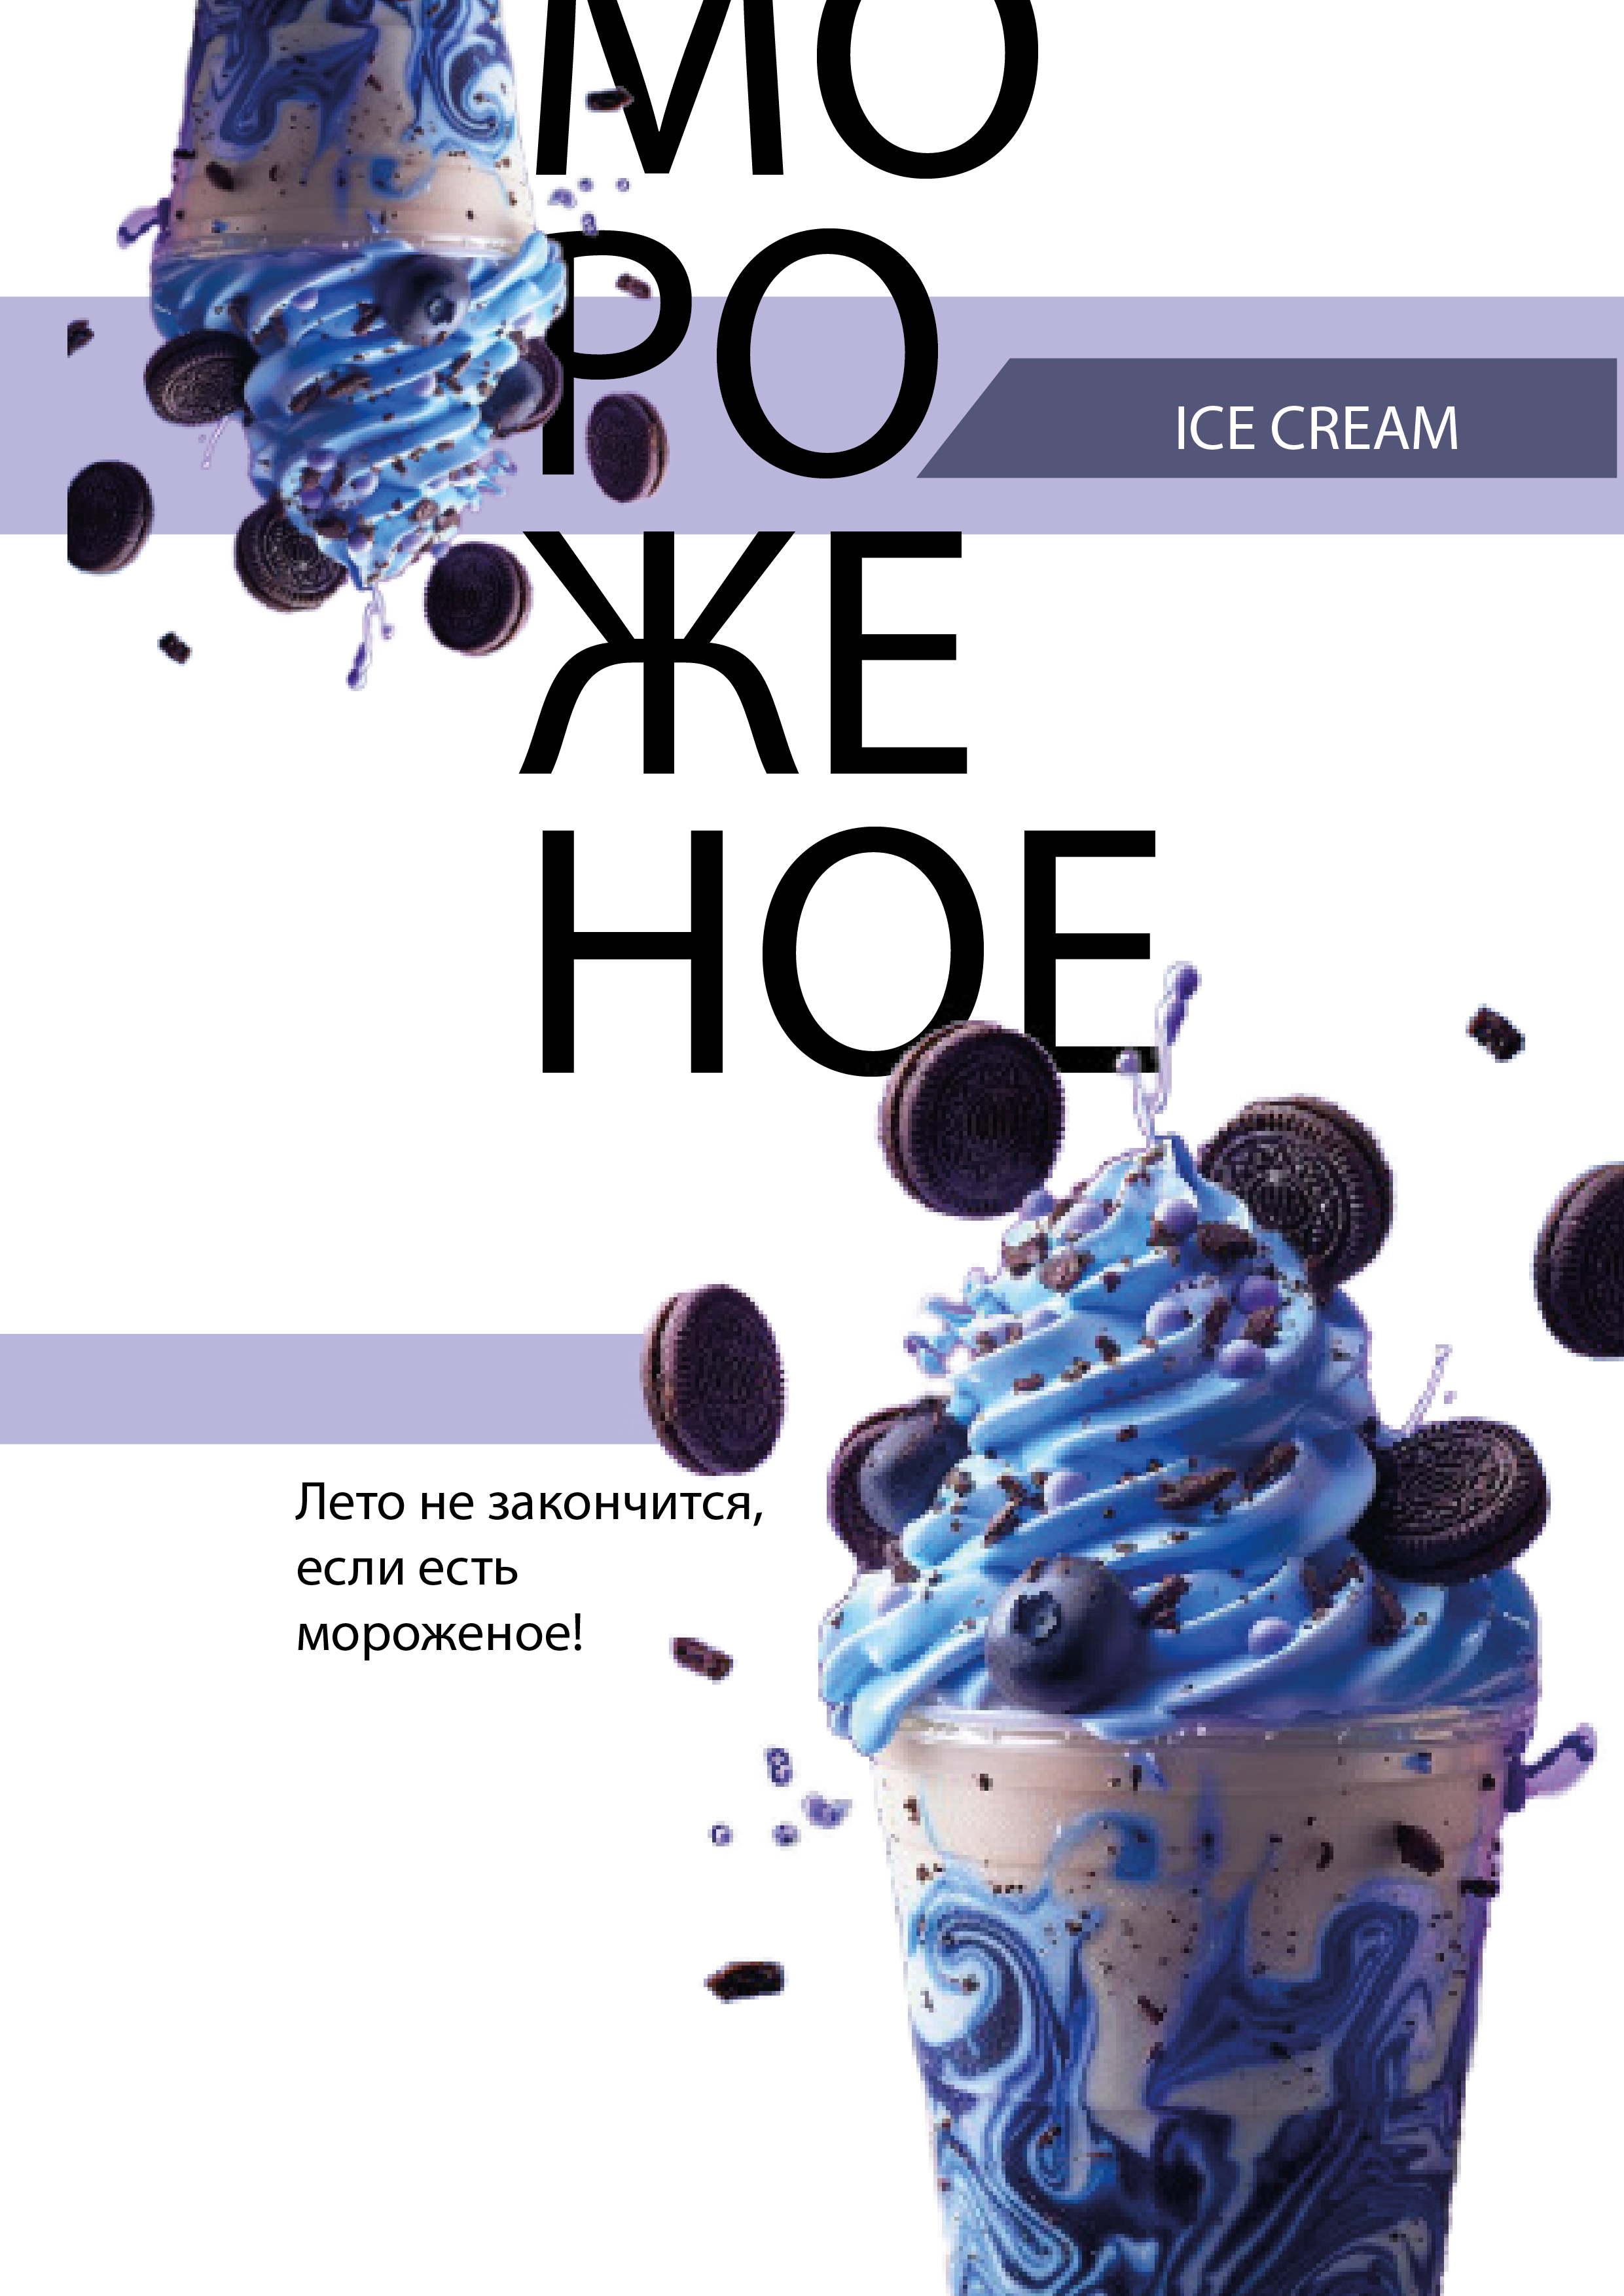 МО
РО
ICE CREAM
ЖЕ
НОЕ
Лето не закончится,
если есть
мороженое!